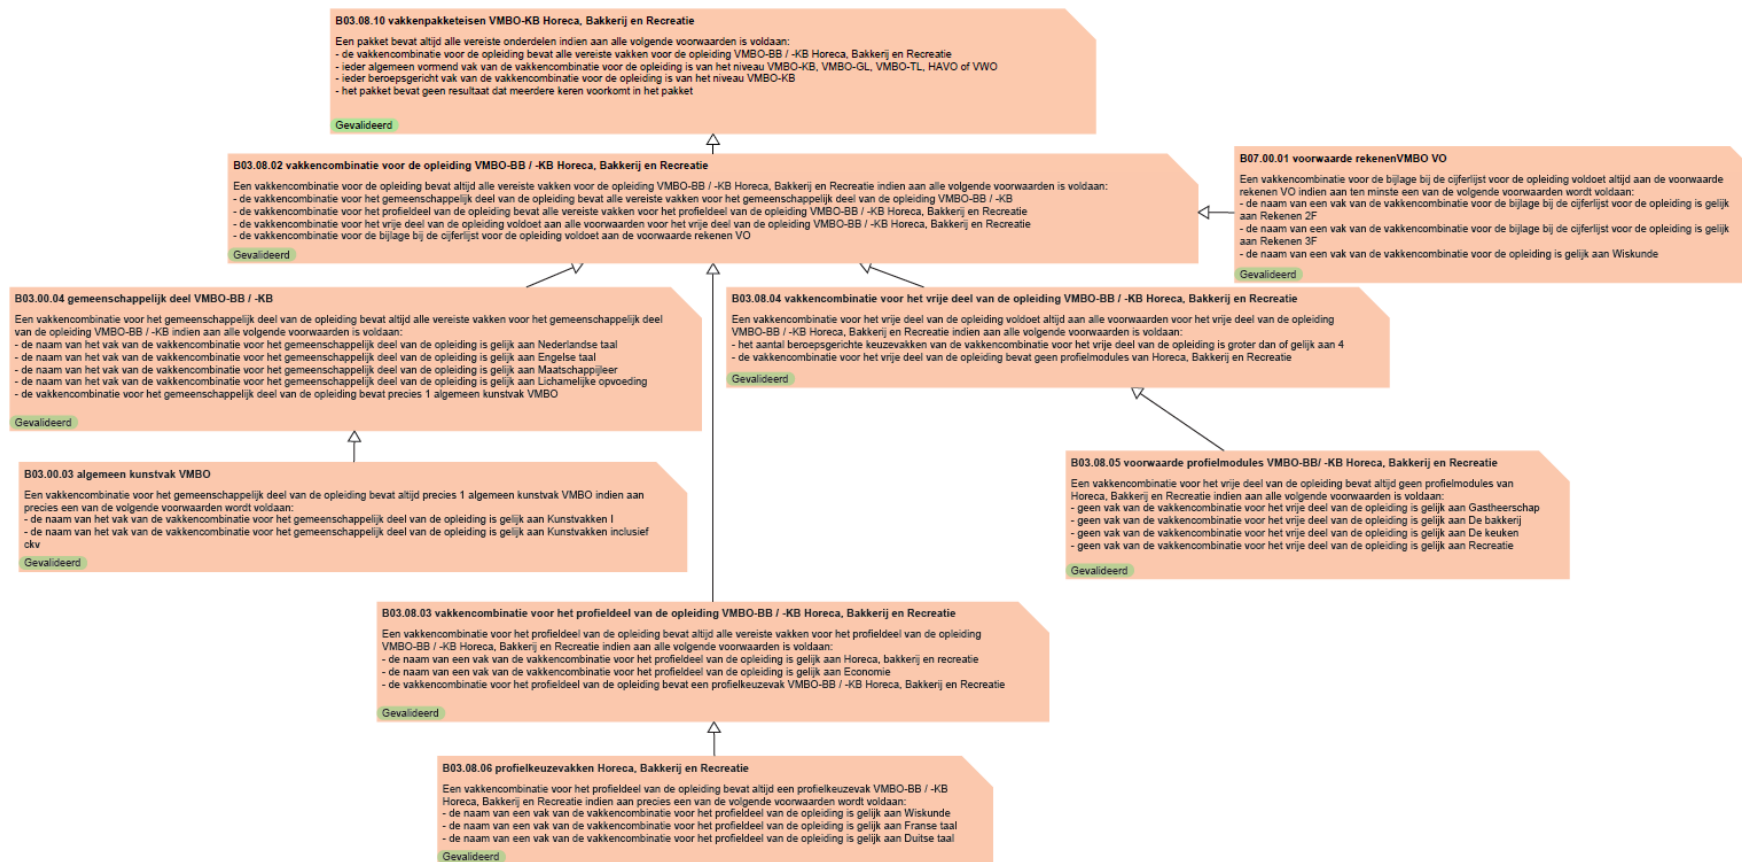 B03.08.10 vakkenpakketeisen VMBO-KB Horeca, Bakkerij en Recreatie
Een pakket bevat altijd alle vereiste onderdelen indien aan alle volgende voorwaarden is voldaan:
- de vakkencombinatie voor de opleiding bevat alle vereiste vakken voor de opleiding VMBO-BB / -KB Horeca, Bakkerij en Recreatie
- ieder algemeen vormend vak van de vakkencombinatie voor de opleiding is van het niveau VMBO-KB, VMBO-GL, VMBO-TL, HAVO of VWO
- ieder beroepsgericht vak van de vakkencombinatie voor de opleiding is van het niveau VMBO-KB
- het pakket bevat geen resultaat dat meerdere keren voorkomt in het pakket
Gevalideerd
B03.08.02 vakkencombinatie voor de opleiding VMBO-BB / -KB Horeca, Bakkerij en Recreatie
Een vakkencombinatie voor de opleiding bevat altijd alle vereiste vakken voor de opleiding VMBO-BB / -KB Horeca, Bakkerij en Recreatie indien aan alle volgende voorwaarden is voldaan:
- de vakkencombinatie voor het gemeenschappelijk deel van de opleiding bevat alle vereiste vakken voor het gemeenschappelijk deel van de opleiding VMBO-BB / -KB
- de vakkencombinatie voor het profieldeel van de opleiding bevat alle vereiste vakken voor het profieldeel van de opleiding VMBO-BB / -KB Horeca, Bakkerij en Recreatie
- de vakkencombinatie voor het vrije deel van de opleiding voldoet aan alle voorwaarden voor het vrije deel van de opleiding VMBO-BB / -KB Horeca, Bakkerij en Recreatie
- de vakkencombinatie voor de bijlage bij de cijferlijst voor de opleiding voldoet aan de voorwaarde rekenen VO
Gevalideerd
B07.00.01 voorwaarde rekenenVMBO VO
Een vakkencombinatie voor de bijlage bij de cijferlijst voor de opleiding voldoet altijd aan de voorwaarde
rekenen VO indien aan ten minste een van de volgende voorwaarden wordt voldaan:
- de naam van een vak van de vakkencombinatie voor de bijlage bij de cijferlijst voor de opleiding is gelijk
aan Rekenen 2F
- de naam van een vak van de vakkencombinatie voor de bijlage bij de cijferlijst voor de opleiding is gelijk
aan Rekenen 3F
- de naam van een vak van de vakkencombinatie voor de opleiding is gelijk aan Wiskunde
Gevalideerd
B03.00.04 gemeenschappelijk deel VMBO-BB / -KB
Een vakkencombinatie voor het gemeenschappelijk deel van de opleiding bevat altijd alle vereiste vakken voor het gemeenschappelijk deel
van de opleiding VMBO-BB / -KB indien aan alle volgende voorwaarden is voldaan:
- de naam van het vak van de vakkencombinatie voor het gemeenschappelijk deel van de opleiding is gelijk aan Nederlandse taal
- de naam van het vak van de vakkencombinatie voor het gemeenschappelijk deel van de opleiding is gelijk aan Engelse taal
- de naam van het vak van de vakkencombinatie voor het gemeenschappelijk deel van de opleiding is gelijk aan Maatschappijleer
- de naam van het vak van de vakkencombinatie voor het gemeenschappelijk deel van de opleiding is gelijk aan Lichamelijke opvoeding
- de vakkencombinatie voor het gemeenschappelijk deel van de opleiding bevat precies 1 algemeen kunstvak VMBO
Gevalideerd
B03.08.04 vakkencombinatie voor het vrije deel van de opleiding VMBO-BB / -KB Horeca, Bakkerij en Recreatie
Een vakkencombinatie voor het vrije deel van de opleiding voldoet altijd aan alle voorwaarden voor het vrije deel van de opleiding
VMBO-BB / -KB Horeca, Bakkerij en Recreatie indien aan alle volgende voorwaarden is voldaan:
- het aantal beroepsgerichte keuzevakken van de vakkencombinatie voor het vrije deel van de opleiding is groter dan of gelijk aan 4
- de vakkencombinatie voor het vrije deel van de opleiding bevat geen profielmodules van Horeca, Bakkerij en Recreatie
Gevalideerd
B03.00.03 algemeen kunstvak VMBO
Een vakkencombinatie voor het gemeenschappelijk deel van de opleiding bevat altijd precies 1 algemeen kunstvak VMBO indien aan
precies een van de volgende voorwaarden wordt voldaan:
- de naam van het vak van de vakkencombinatie voor het gemeenschappelijk deel van de opleiding is gelijk aan Kunstvakken I
- de naam van het vak van de vakkencombinatie voor het gemeenschappelijk deel van de opleiding is gelijk aan Kunstvakken inclusief
ckv
Gevalideerd
B03.08.05 voorwaarde profielmodules VMBO-BB/ -KB Horeca, Bakkerij en Recreatie
Een vakkencombinatie voor het vrije deel van de opleiding bevat altijd geen profielmodules van
Horeca, Bakkerij en Recreatie indien aan alle volgende voorwaarden is voldaan:
- geen vak van de vakkencombinatie voor het vrije deel van de opleiding is gelijk aan Gastheerschap
- geen vak van de vakkencombinatie voor het vrije deel van de opleiding is gelijk aan De bakkerij
- geen vak van de vakkencombinatie voor het vrije deel van de opleiding is gelijk aan De keuken
- geen vak van de vakkencombinatie voor het vrije deel van de opleiding is gelijk aan Recreatie
Gevalideerd
B03.08.03 vakkencombinatie voor het profieldeel van de opleiding VMBO-BB / -KB Horeca, Bakkerij en Recreatie
Een vakkencombinatie voor het profieldeel van de opleiding bevat altijd alle vereiste vakken voor het profieldeel van de opleiding
VMBO-BB / -KB Horeca, Bakkerij en Recreatie indien aan alle volgende voorwaarden is voldaan:
- de naam van een vak van de vakkencombinatie voor het profieldeel van de opleiding is gelijk aan Horeca, bakkerij en recreatie
- de naam van een vak van de vakkencombinatie voor het profieldeel van de opleiding is gelijk aan Economie
- de vakkencombinatie voor het profieldeel van de opleiding bevat een profielkeuzevak VMBO-BB / -KB Horeca, Bakkerij en Recreatie
Gevalideerd
B03.08.06 profielkeuzevakken Horeca, Bakkerij en Recreatie
Een vakkencombinatie voor het profieldeel van de opleiding bevat altijd een profielkeuzevak VMBO-BB / -KB
Horeca, Bakkerij en Recreatie indien aan precies een van de volgende voorwaarden wordt voldaan:
- de naam van een vak van de vakkencombinatie voor het profieldeel van de opleiding is gelijk aan Wiskunde
- de naam van een vak van de vakkencombinatie voor het profieldeel van de opleiding is gelijk aan Franse taal
- de naam van een vak van de vakkencombinatie voor het profieldeel van de opleiding is gelijk aan Duitse taal
Gevalideerd